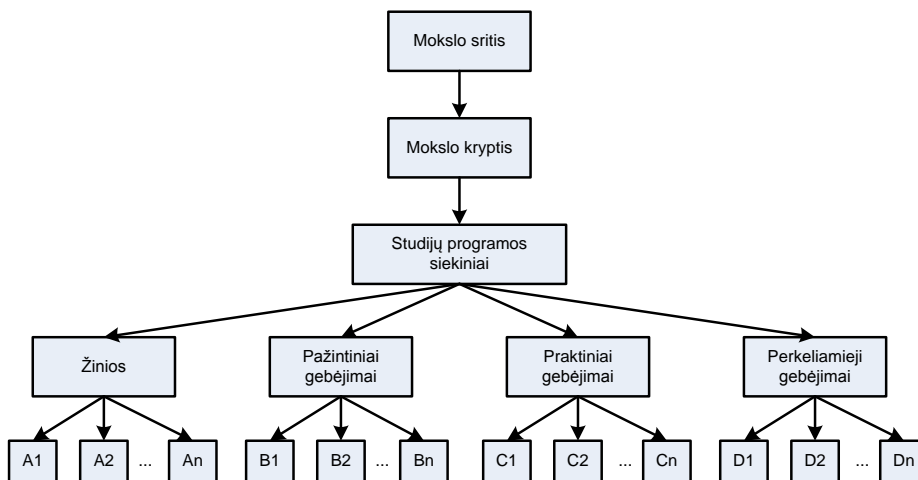 Mokslo sritis
Mokslo kryptis
Studijų programos
siekiniai
Žinios
Pažintiniai
gebėjimai
Praktiniai
gebėjimai
Perkeliamieji
gebėjimai
A1 A2 ... An B1 B2 ... Bn C1 C2 ... Cn D1 D2 ... Dn